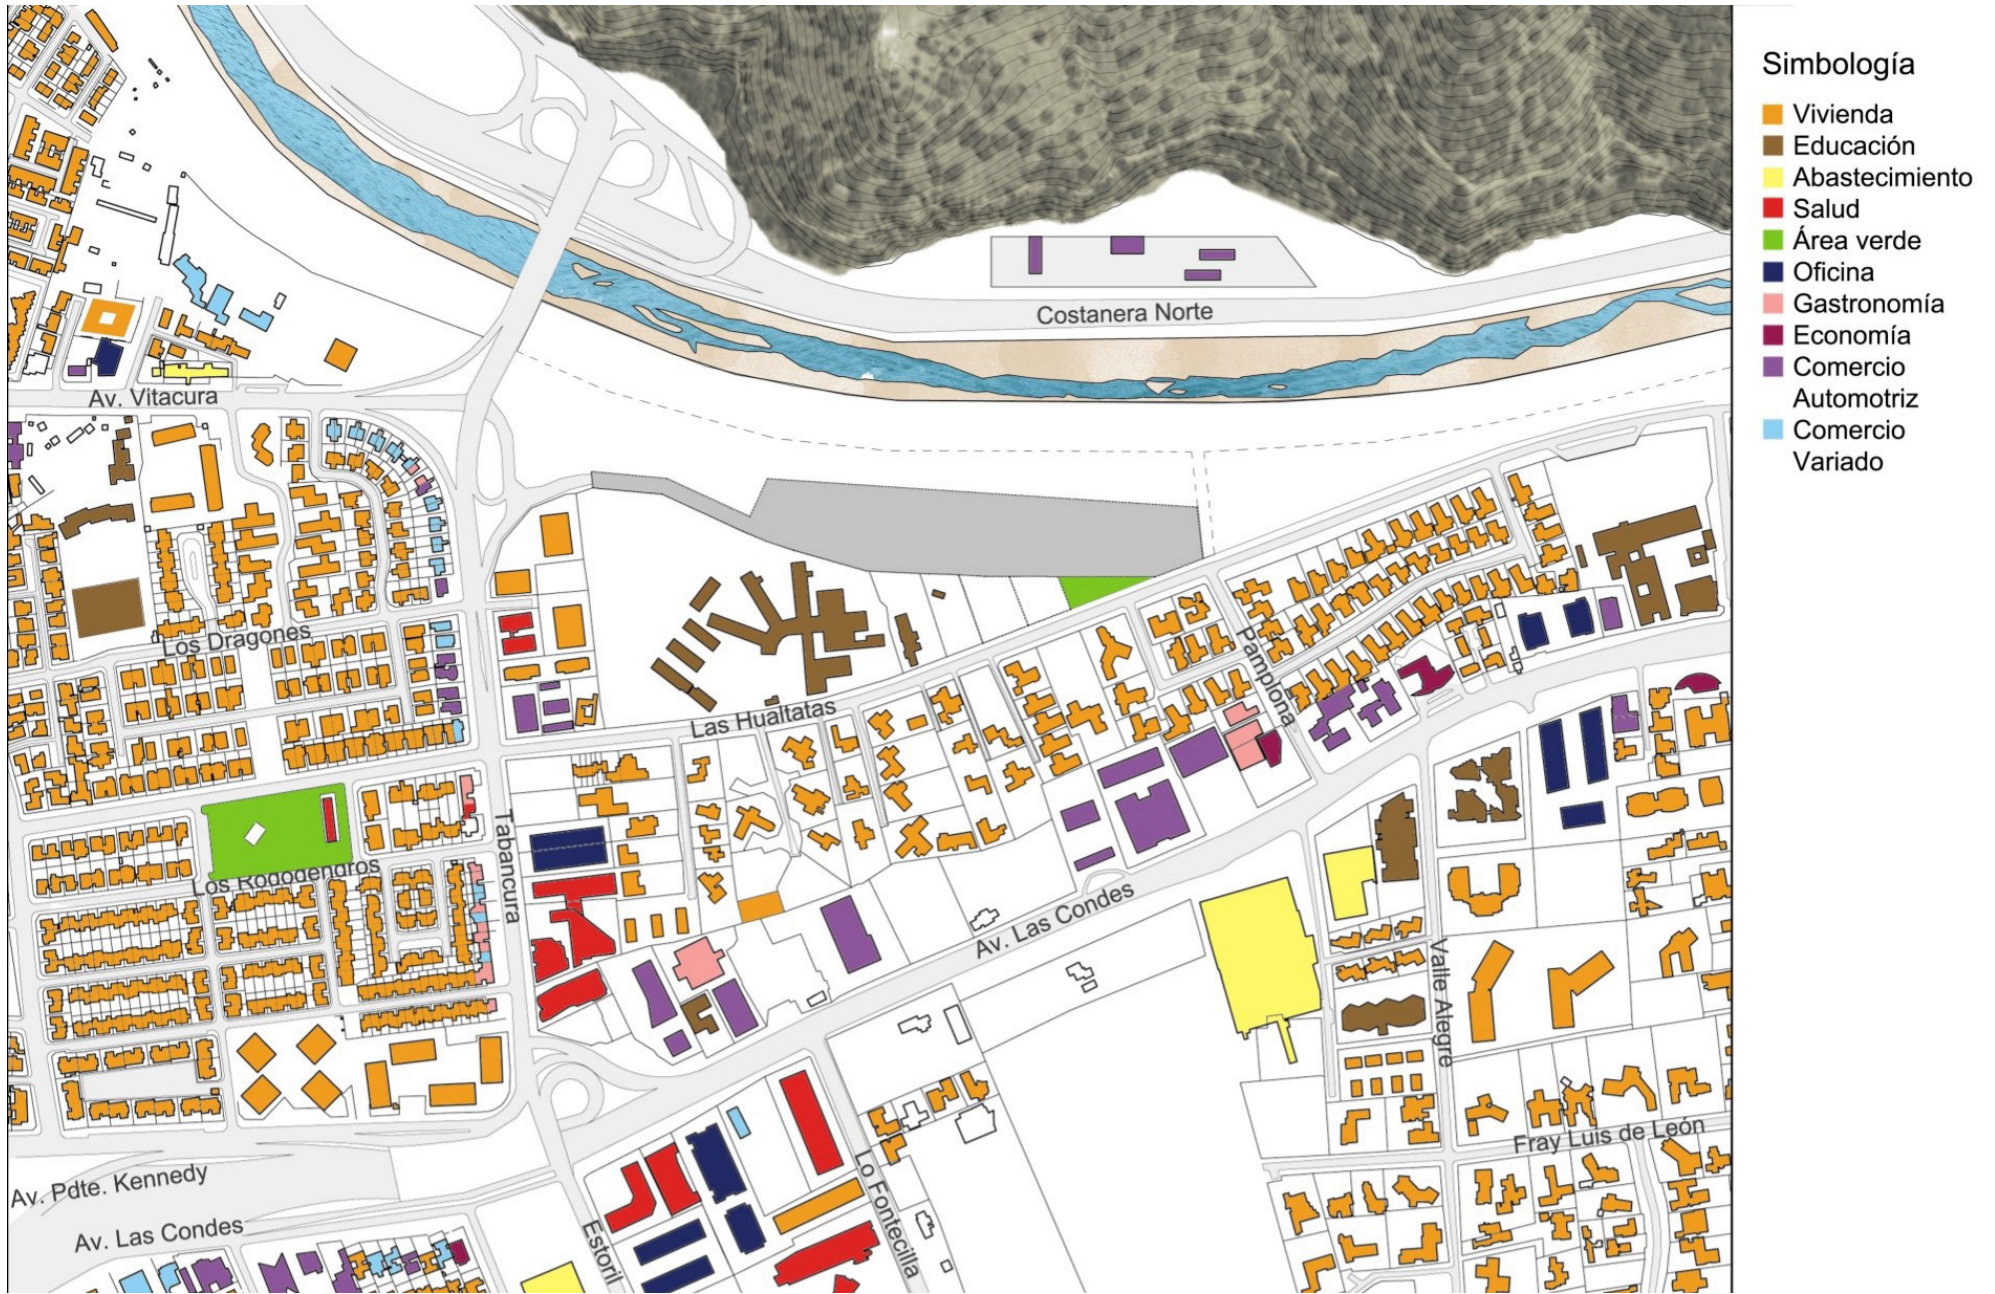 Simbología
Vivienda
Educación
Abastecimiento
Salud
Área verde
Oficina
Gastronomía
Economía
Comercio
Automotriz
Comercio
Variado
Costanera Norte
Av. Vitacura
Los Dragones
Las Hualtatas
Pamplona
Tabancura
Los Rododendros
Av. Las Condes
Valle Alegre
Fray Luis de León
Av. Pdte. Kennedy
Av. Las Condes
Estoril
Lo Fontecilla